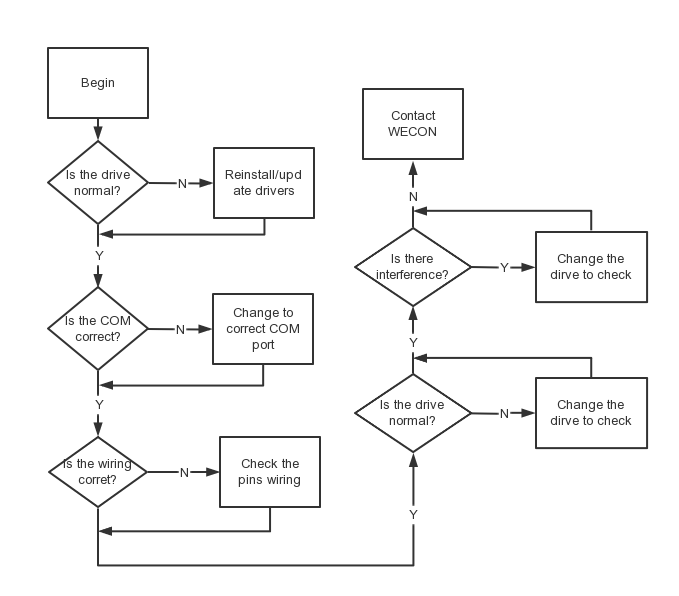 Begin
Is the drive
normal?
N
Reinstall/upd
ate drivers
Y
Is the COM
correct?
N
Change to
correct COM
port
Y
Is the wiring
corret?
N
Check the
pins wiring
Y
Is the drive
normal?
N
Change the
dirve to check
Y
Is there
interference?
Y
Change the
dirve to check
N
Contact
WECON